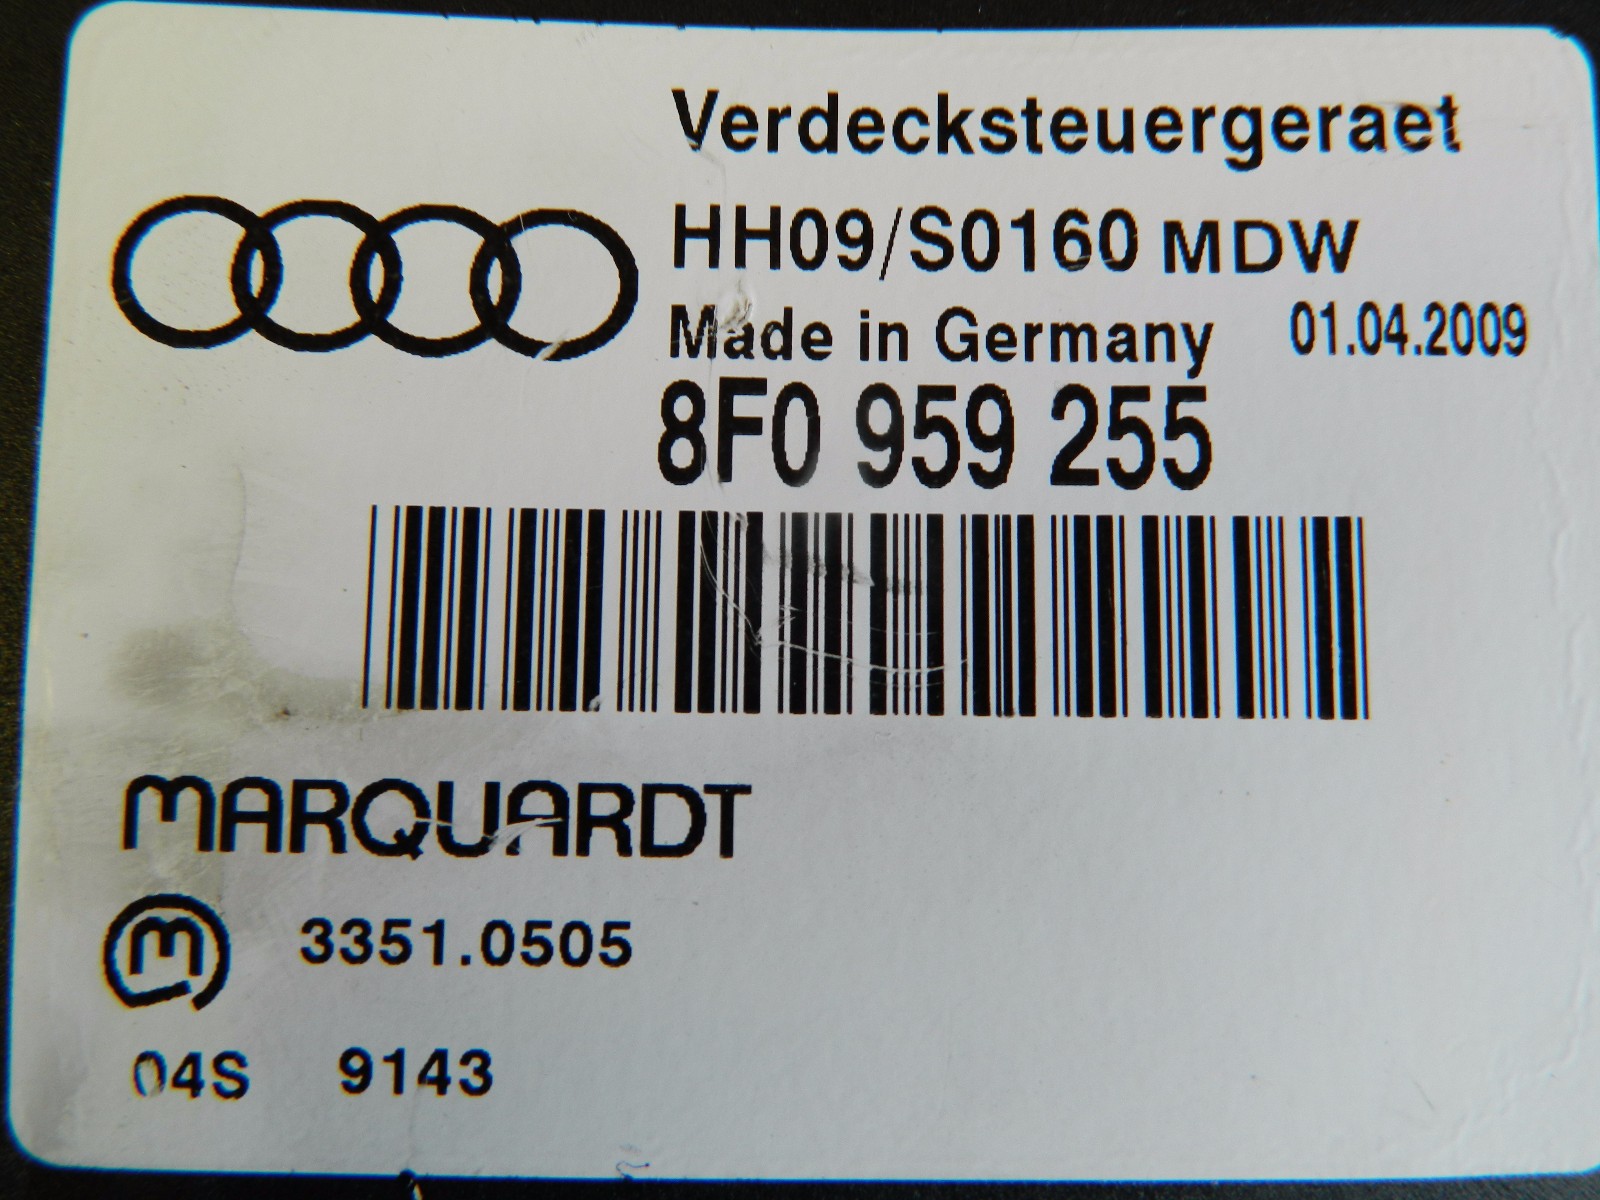 Verdecksteuergeraet
HH09/S0160 MDW
Made in Germany 01.04.2009
8F0 959 255
MARQUARDT
m 3351.0505
04S 9143